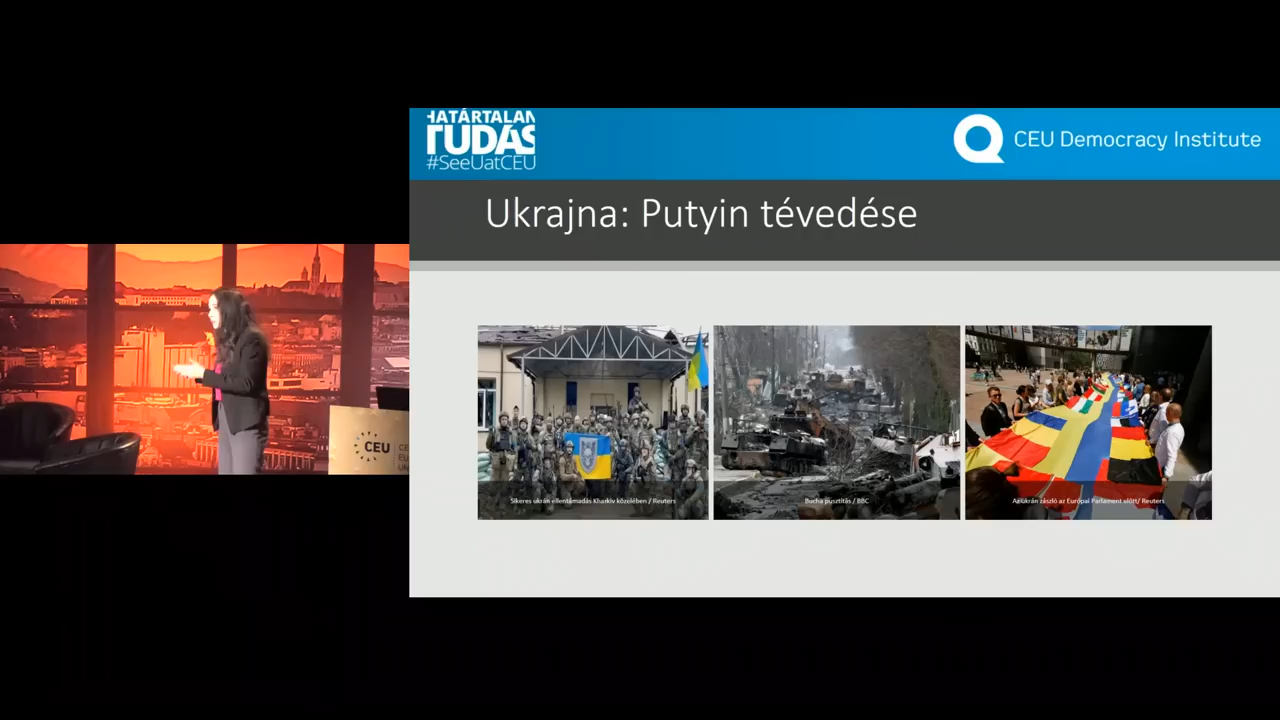 HATÁRTALAN
TUDÁS
#SeeUatCEU
CEU Democracy Institute
Ukrajna: Putyin tévedése
Sikeres ukrán ellentámadás Kharkiv közelében / Reuters
Bucha pusztítás / BBC
Az ukrán zászló az Európai Parlament előtt/ Reuters
CEU